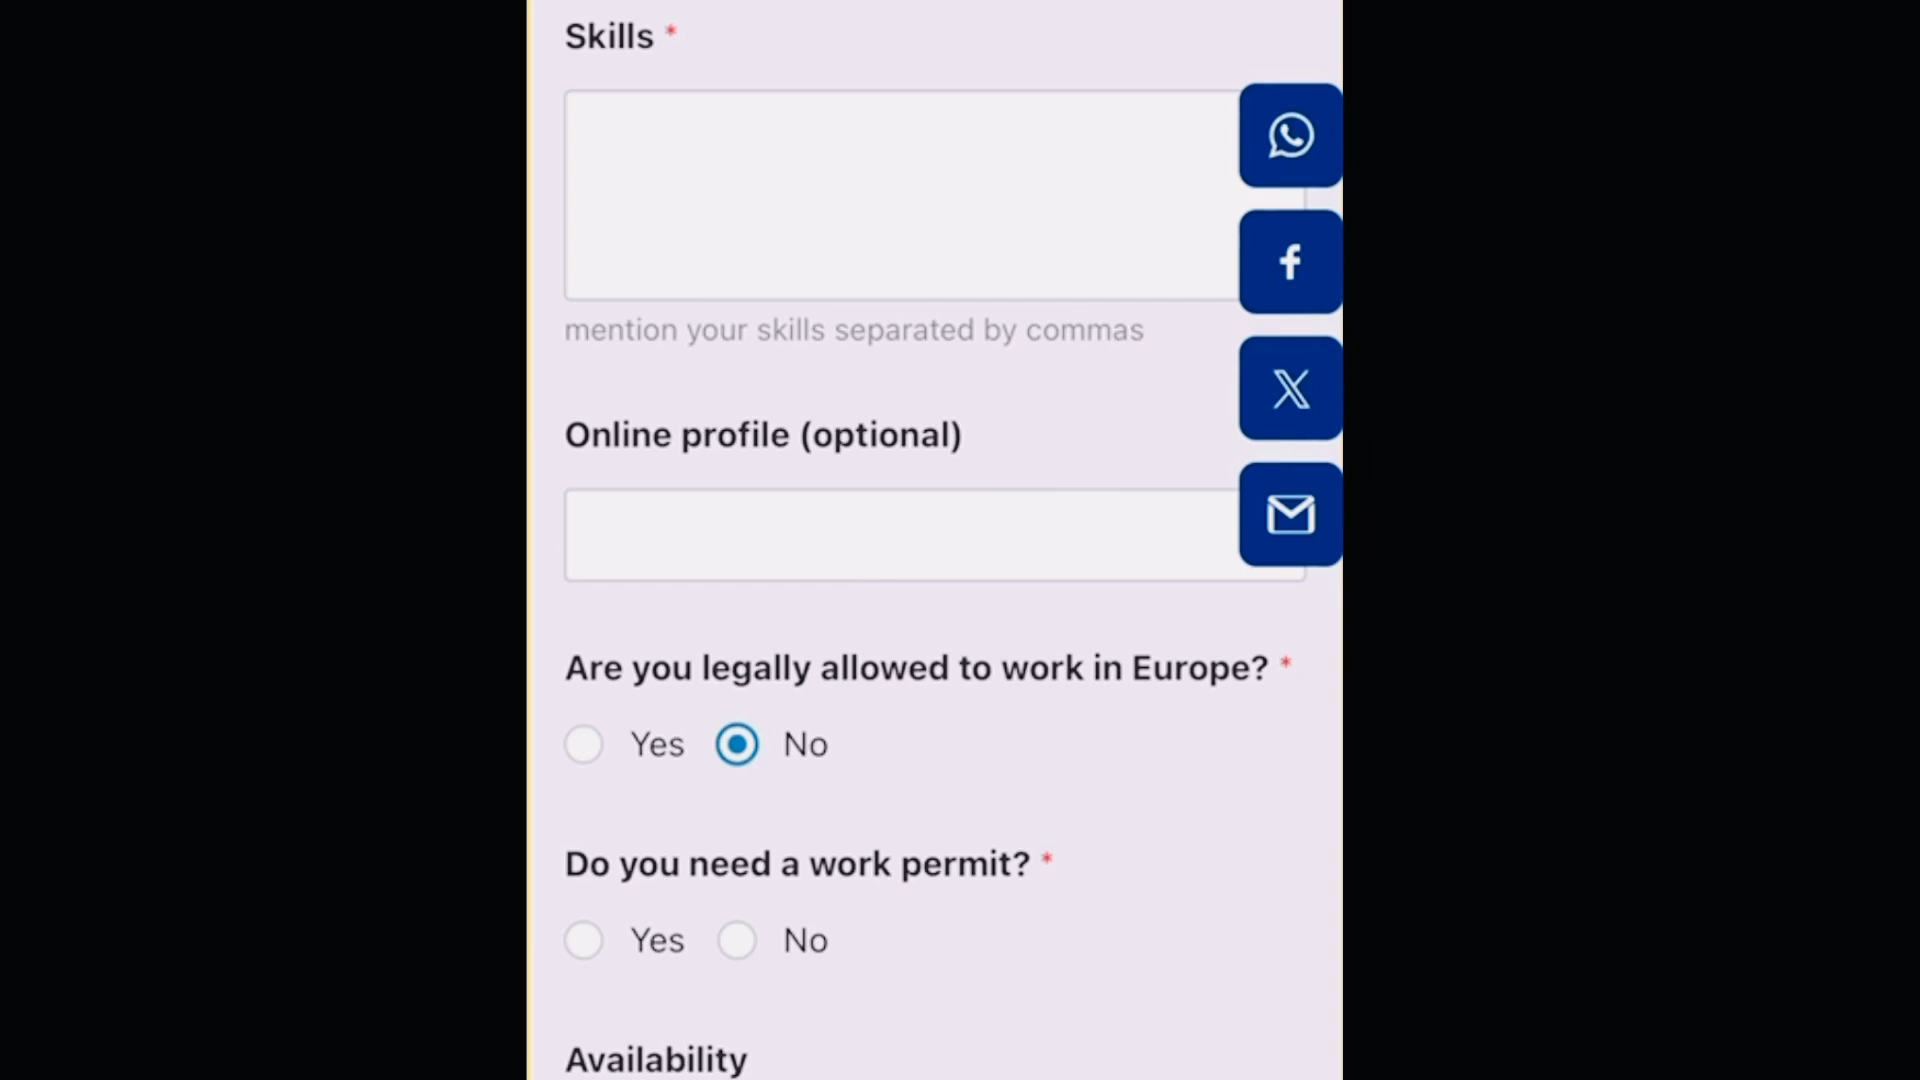 Skills *
mention your skills separated by commas
Online profile (optional)
Are you legally allowed to work in Europe? *
Yes No
Do you need a work permit? *
Yes No
Availability